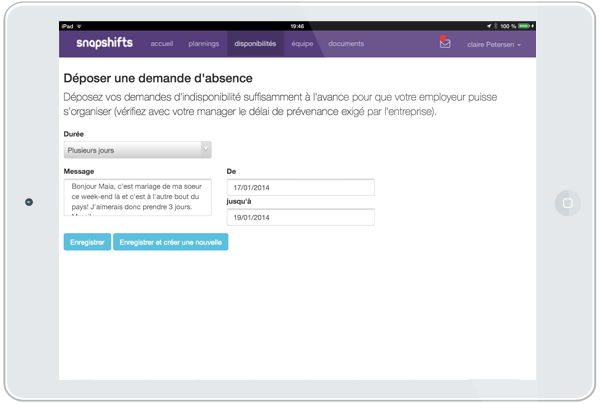 iPad 19:46 100 %
snapshifts accueil plannings disponibilités équipe documents claire Petersen
Déposer une demande d'absence
Déposez vos demandes d'indisponibilité suffisamment à l'avance pour que votre employeur puisse
s'organiser (vérifiez avec votre manager le délai de prévenance exigé par l'entreprise).
Durée
Plusieurs jours
Message
Bonjour Maia, c'est mariage de ma soeur
ce week-end là et c'est à l'autre bout du
pays! J'aimerais donc prendre 3 jours.
De
17/01/2014
jusqu'à
19/01/2014
Enregistrer Enregistrer et créer une nouvelle